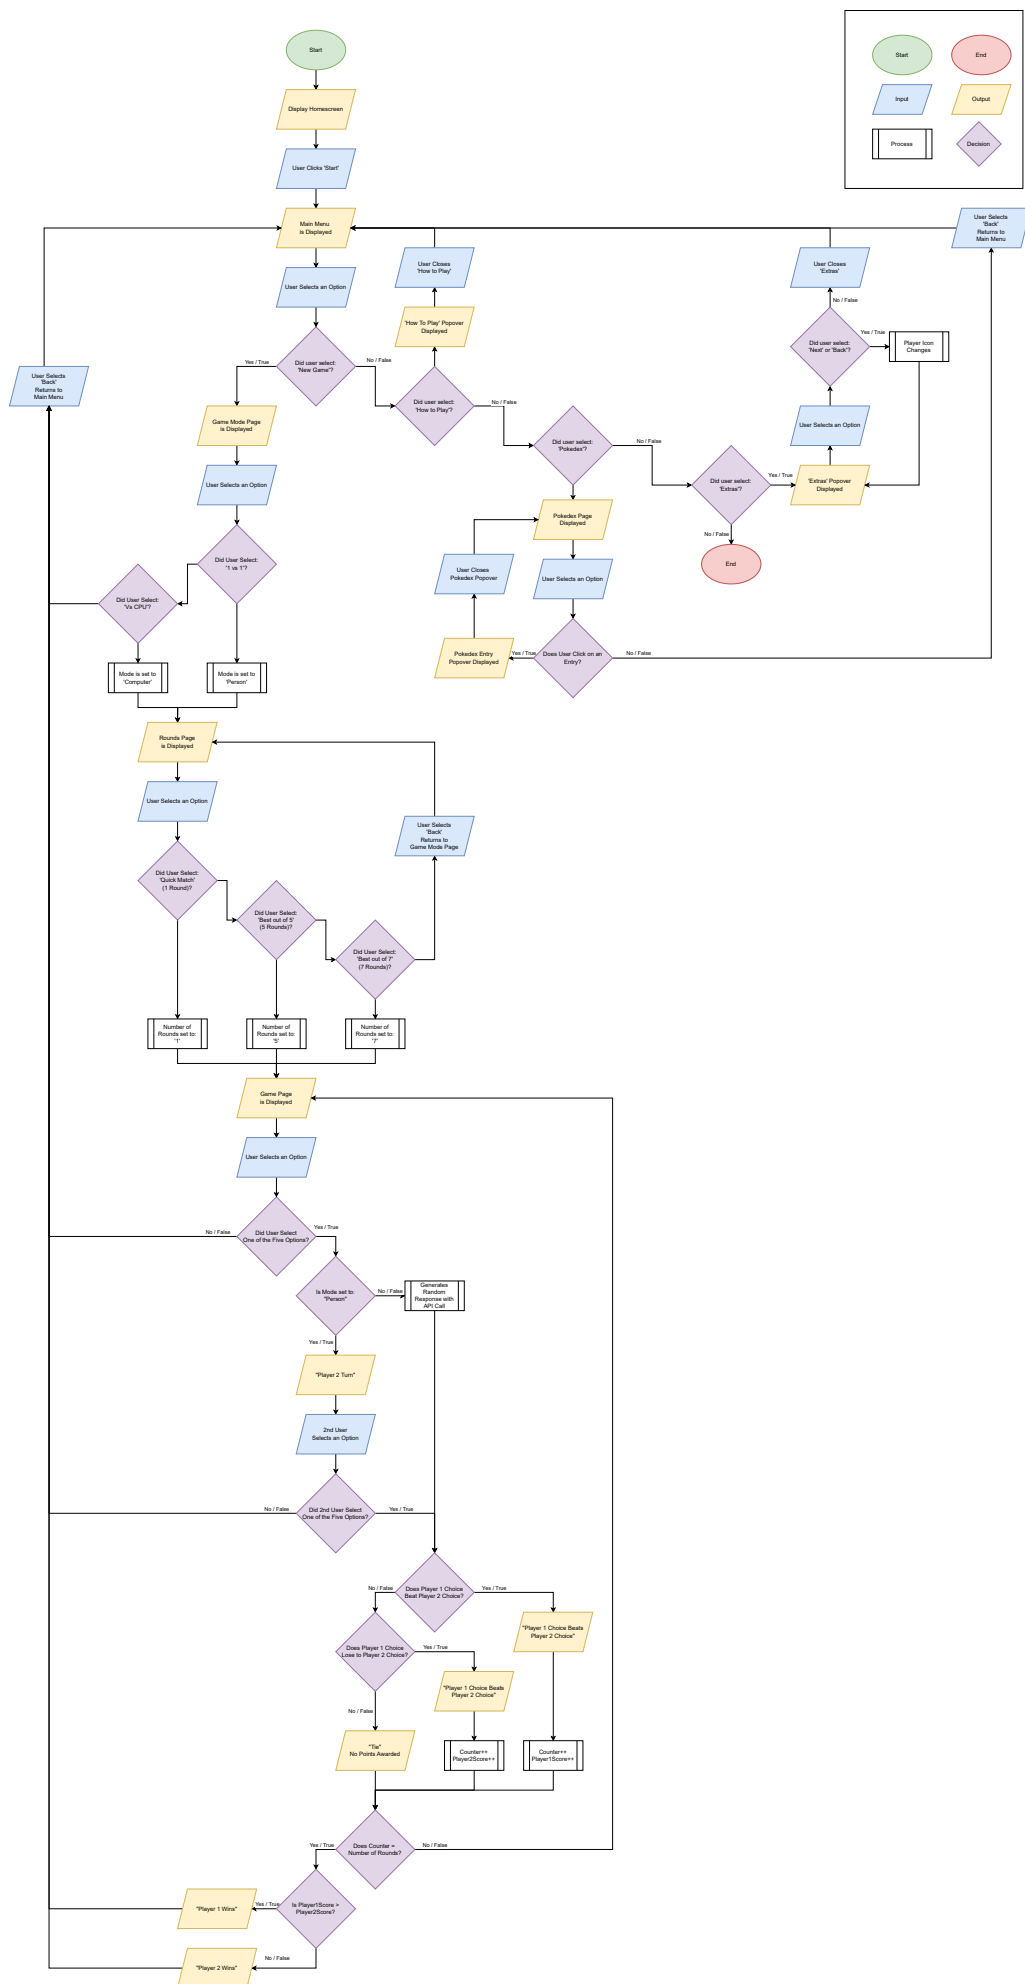 Start
End
Input
Output
Process
Decision
Start
Display Homescreen
User Clicks 'Start'
Main Menu
is Displayed
User Selects
'Back'
Returns to
Main Menu
User Selects an Option
User Closes
'How to Play'
User Closes
'Extras'
No / False
'How To Play' Popover
Displayed
Did user select:
'Next' or 'Back'?
Yes / True
Player Icon
Changes
Yes / True
Did user select:
'New Game'?
No / False
User Selects
'Back'
Returns to
Main Menu
Did user select:
'How to Play'?
No / False
Game Mode Page
is Displayed
User Selects an Option
Did user select:
'Pokedex'?
No / False
User Selects an Option
Did user select:
'Extras'?
Yes / True
'Extras' Popover
Displayed
No / False
End
Pokedex Page
Displayed
Did User Select:
'1 vs 1'?
User Closes
Pokedex Popover
User Selects an Option
Did User Select:
'Vs CPU'?
Pokedex Entry
Popover Displayed
Yes / True
Does User Click on an
Entry?
No / False
Mode is set to
'Computer'
Mode is set to
'Person'
Rounds Page
is Displayed
User Selects an Option
User Selects
'Back'
Returns to
Game Mode Page
Did User Select:
'Quick Match'
(1 Round)?
Did User Select:
'Best out of 5'
(5 Rounds)?
Did User Select:
'Best out of 7'
(7 Rounds)?
Number of
Rounds set to:
'1'
Number of
Rounds set to:
'5'
Number of
Rounds set to:
'7'
Game Page
is Displayed
User Selects an Option
No / False
Did User Select
One of the Five Options?
Yes / True
Is Mode set to:
"Person"
No / False
Generates
Random
Response with
API Call
Yes / True
"Player 2 Turn"
2nd User
Selects an Option
No / False
Did 2nd User Select
One of the Five Options?
Yes / True
No / False
Does Player 1 Choice
Beat Player 2 Choice?
Yes / True
"Player 1 Choice Beats
Player 2 Choice"
Does Player 1 Choice
Lose to Player 2 Choice?
Yes / True
"Player 1 Choice Beats
Player 2 Choice"
No / False
"Tie"
No Points Awarded
Counter++
Player2Score++
Counter++
Player1Score++
Yes / True
Does Counter =
Number of Rounds?
No / False
"Player 1 Wins"
Yes / True
Is Player1Score >
Player2Score?
No / False
"Player 2 Wins"